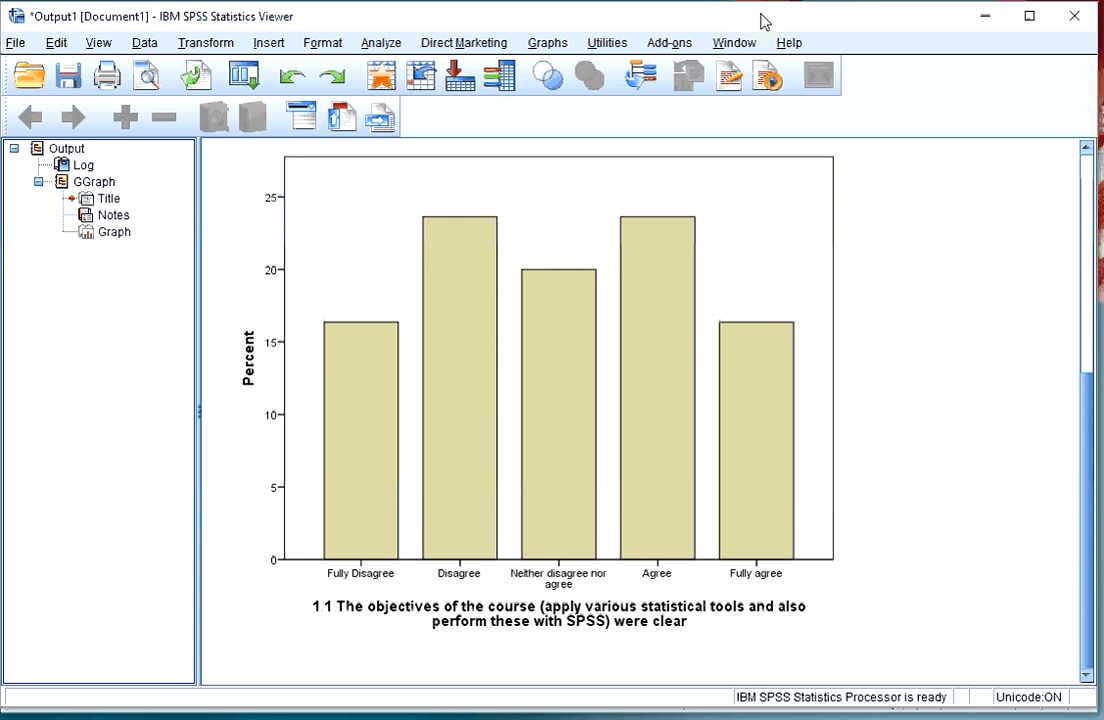 *Output1 [Document1] - IBM SPSS Statistics Viewer
File Edit View Data Transform Insert Format Analyze Direct Marketing Graphs Utilities Add-ons Window Help
Output
Log
GGraph
Title
Notes
Graph
25
20
15
10
5
0
Percent
Fully Disagree
Disagree
Neither disagree nor
agree
Agree
Fully agree
1 1 The objectives of the course (apply various statistical tools and also
perform these with SPSS) were clear
IBM SPSS Statistics Processor is ready
Unicode:ON